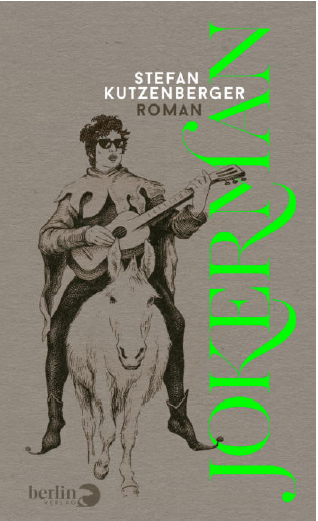 STEFAN
KUTZENBERGER
ROMAN
JOKERMAN
berlin
VERLAG